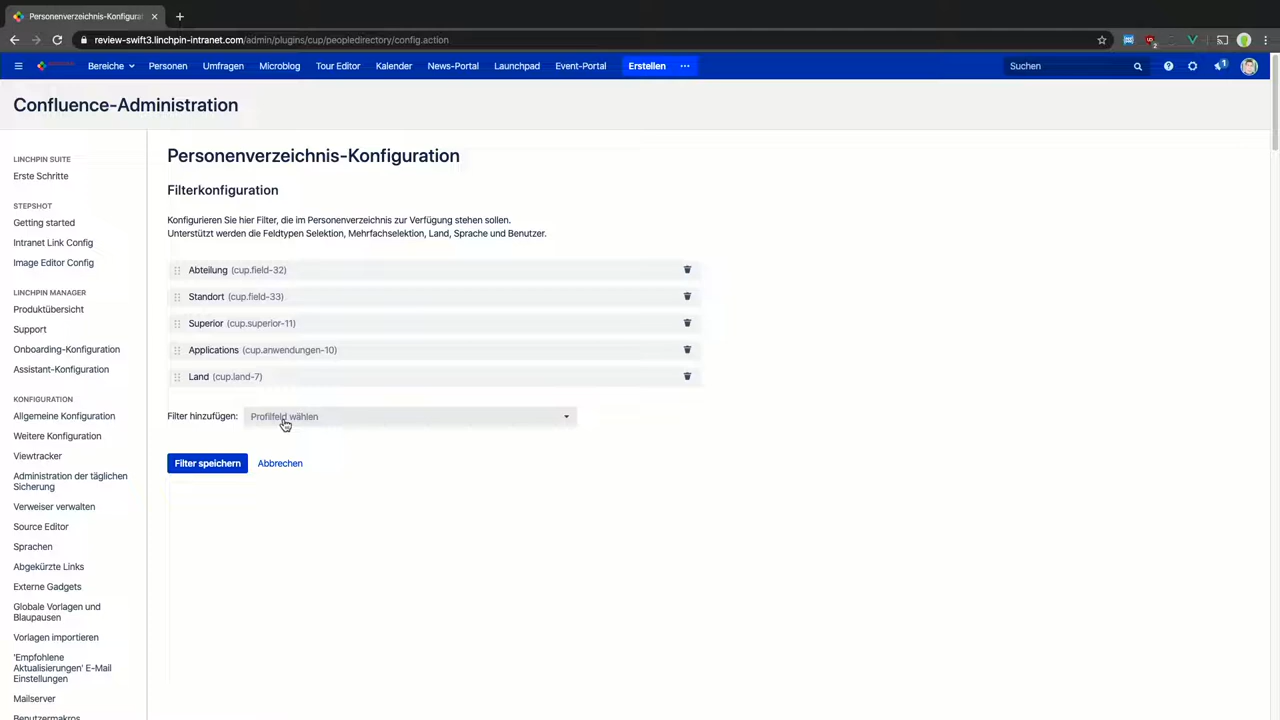 Personenverzeichnis-Konfigurat
review-swift3.linchpin-intranet.com/admin/plugins/cup/peopledirectory/config.action
2
Bereiche Personen Umfragen Microblog Tour Editor Kalender News-Portal Launchpad Event-Portal Erstellen ... Suchen 1
Confluence-Administration
LINCHPIN SUITE
Erste Schritte
STEPSHOT
Getting started
Intranet Link Config
Image Editor Config
LINCHPIN MANAGER
Produktübersicht
Support
Onboarding-Konfiguration
Assistant-Konfiguration
KONFIGURATION
Allgemeine Konfiguration
Weitere Konfiguration
Viewtracker
Administration der täglichen
Sicherung
Verweiser verwalten
Source Editor
Sprachen
Abgekürzte Links
Externe Gadgets
Globale Vorlagen und
Blaupausen
Vorlagen importieren
'Empfohlene
Aktualisierungen' E-Mail
Einstellungen
Mailserver
Benutzermakros
Personenverzeichnis-Konfiguration
Filterkonfiguration
Konfigurieren Sie hier Filter, die im Personenverzeichnis zur Verfügung stehen sollen.
Unterstützt werden die Feldtypen Selektion, Mehrfachselektion, Land, Sprache und Benutzer.
Abteilung (cup.field-32)
Standort (cup.field-33)
Superior (cup.superior-11)
Applications (cup.anwendungen-10)
Land (cup.land-7)
Filter hinzufügen: Profilfeld wählen
Filter speichern Abbrechen